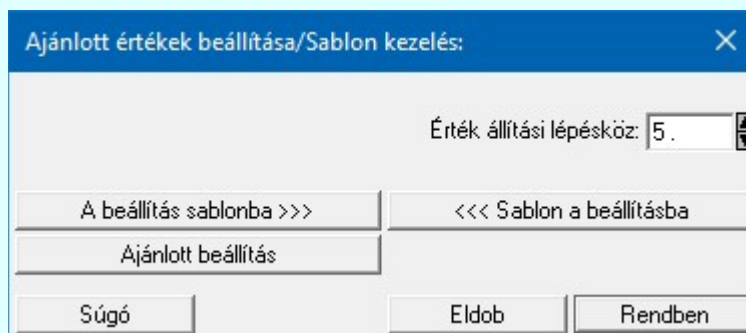 Ajánlott értékek beállítása/Sablon kezelés:
Érték állítási lépésköz: 5.
A beállítás sablonba >>> <<< Sablon a beállításba
Ajánlott beállítás
Súgó Eldob Rendben